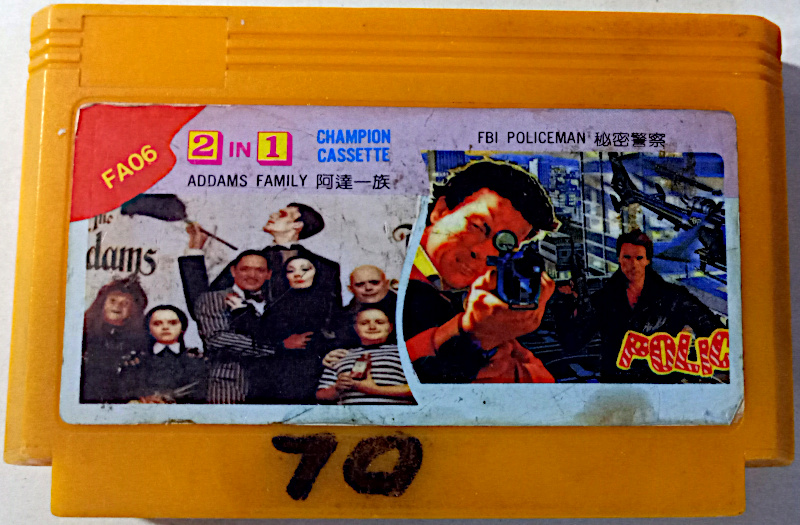 FA06
2 IN 1
CHAMPION
CASSETTE
ADDAMS FAMILY 阿達一族
FBI POLICEMAN 秘密警察
dams
POLIC
70